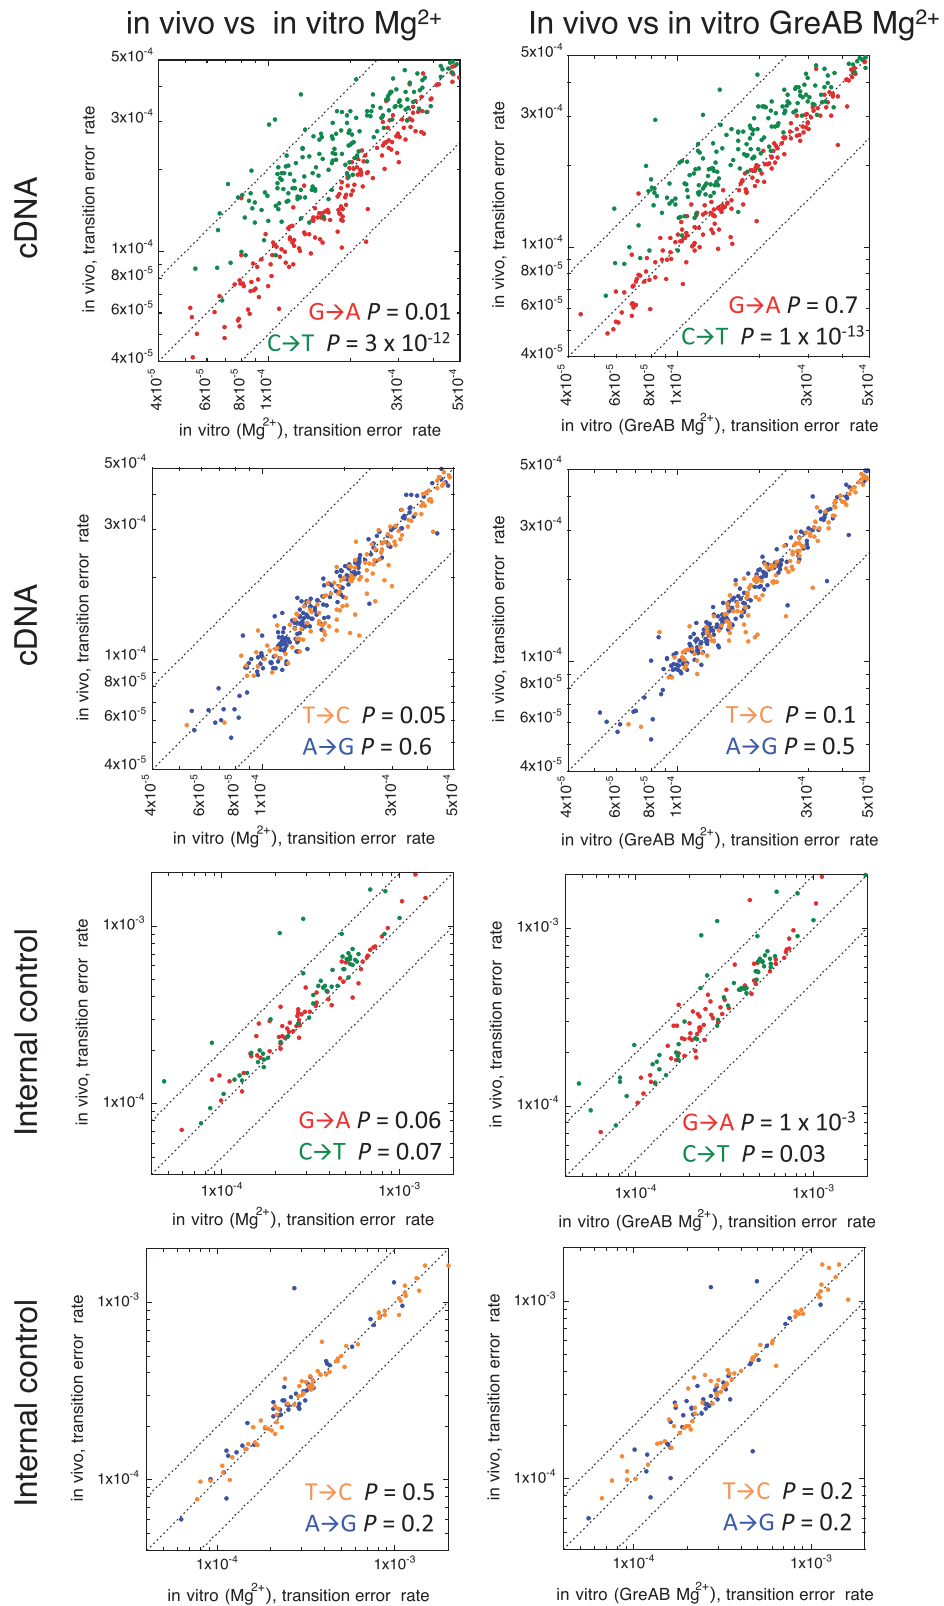 in vivo vs in vitro Mg2+
In vivo vs in vitro GreAB Mg2+
cDNA
in vivo, transition error rate
5x10-4
3x10-4
1x10-4
8x10-5
6x10-5
4x10-5
G→A P = 0.01
C→T P = 3 x 10-12
4x10-5
6x10-5
8x10-5
1x10-4
3x10-4
5x10-4
in vitro (Mg2+), transition error rate
in vivo, transition error rate
5x10-4
3x10-4
1x10-4
8x10-5
6x10-5
4x10-5
G→A P = 0.7
C→T P = 1 x 10-13
4x10-5
6x10-5
8x10-5
1x10-4
3x10-4
5x10-4
in vitro (GreAB Mg2+), transition error rate
cDNA
in vivo, transition error rate
5x10-4
3x10-4
1x10-4
8x10-5
6x10-5
4x10-5
T→C P = 0.05
A→G P = 0.6
4x10-5
6x10-5
8x10-5
1x10-4
3x10-4
5x10-4
in vitro (Mg2+), transition error rate
in vivo, transition error rate
5x10-4
3x10-4
1x10-4
8x10-5
6x10-5
4x10-5
T→C P = 0.1
A→G P = 0.5
4x10-5
6x10-5
8x10-5
1x10-4
3x10-4
5x10-4
in vitro (GreAB Mg2+), transition error rate
Internal control
in vivo, transition error rate
1x10-3
1x10-4
G→A P = 0.06
C→T P = 0.07
1x10-4
1x10-3
in vitro (Mg2+), transition error rate
in vivo, transition error rate
1x10-3
1x10-4
G→A P = 1 x 10-3
C→T P = 0.03
1x10-4
1x10-3
in vitro (GreAB Mg2+), transition error rate
Internal control
in vivo, transition error rate
1x10-3
1x10-4
T→C P = 0.5
A→G P = 0.2
1x10-4
1x10-3
in vitro (Mg2+), transition error rate
in vivo, transition error rate
1x10-3
1x10-4
T→C P = 0.2
A→G P = 0.2
1x10-4
1x10-3
in vitro (GreAB Mg2+), transition error rate